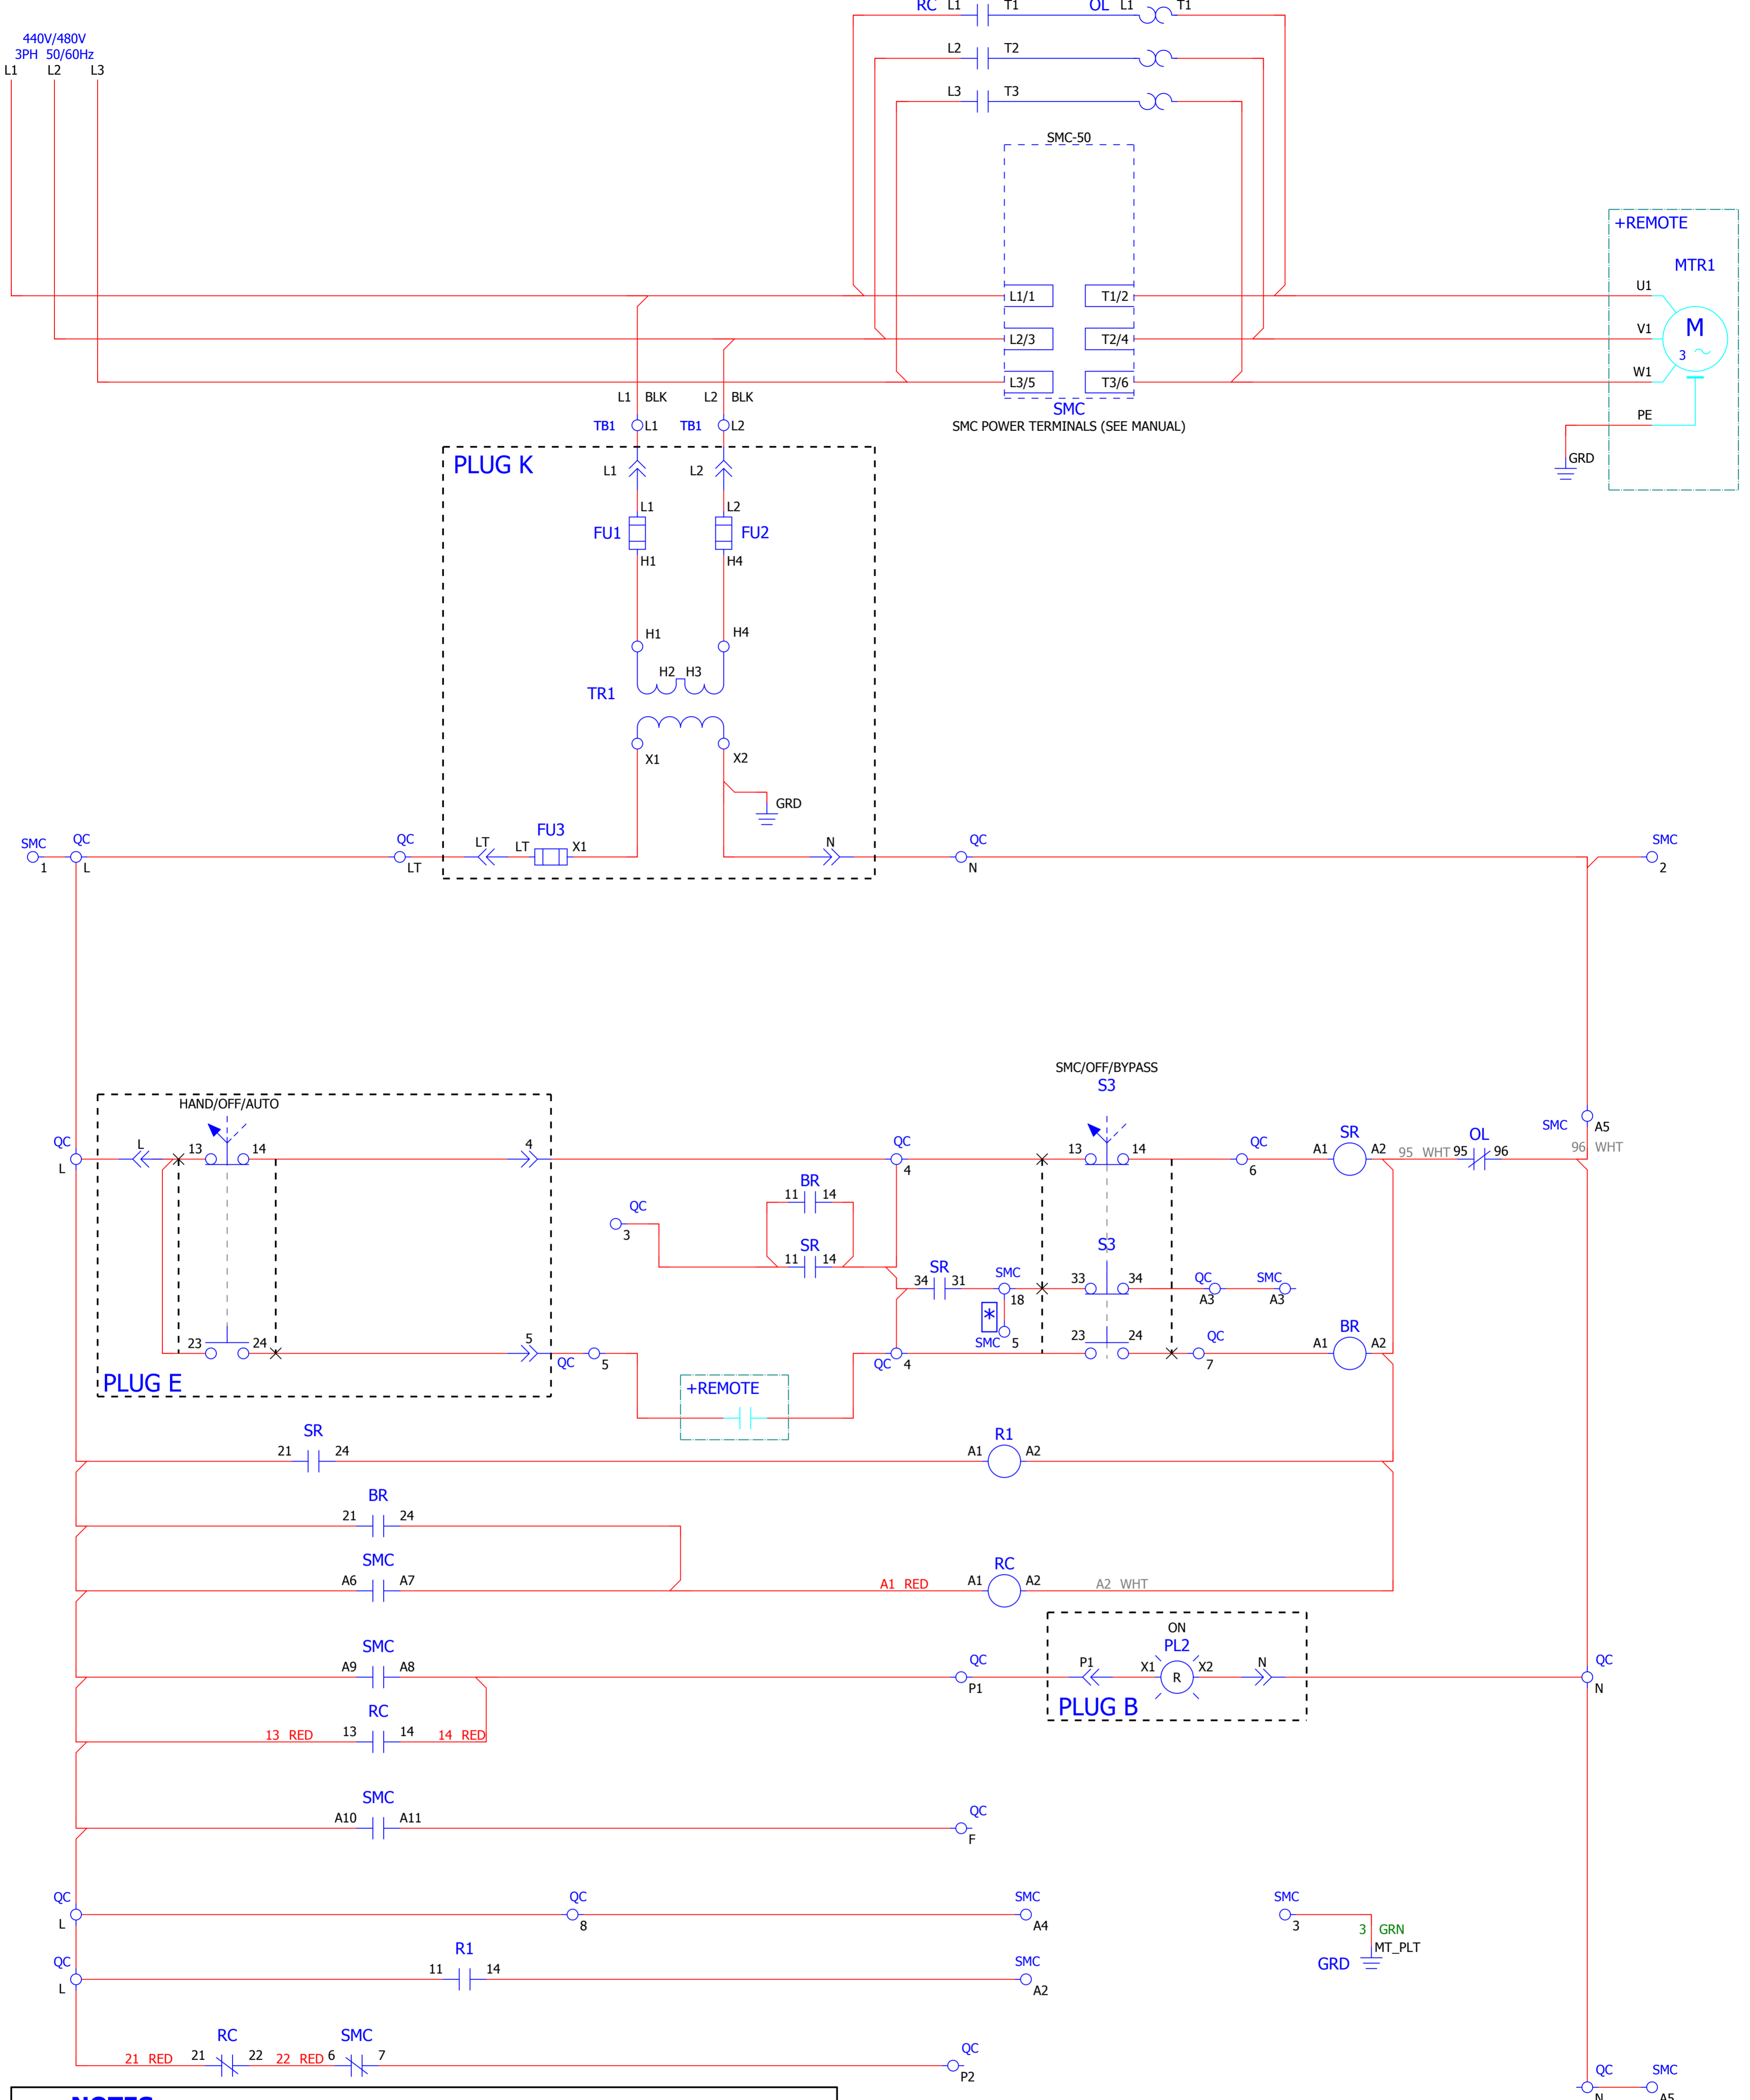 RC L1 T1 OL L1 T1
440V/480V
3PH 50/60Hz
L1 L2 L3
L2 T2
L3 T3
SMC-50
+REMOTE
MTR1
L1/1 T1/2 U1
L2/3 T2/4 V1 M
3
L3/5 T3/6 W1
L1 BLK L2 BLK
SMC
TB1 L1 TB1 L2
SMC POWER TERMINALS (SEE MANUAL)
PE
GRD
PLUG K
L1 L2
L1 L2
FU1 FU2
H1 H4
H1 H4
H2 H3
TR1
X1 X2
GRD
SMC QC QC FU3 QC SMC
LT LT X1 N
1 L LT N 2
SMC/OFF/BYPASS
S3
HAND/OFF/AUTO
SMC A5
QC L 13 14 4 QC 13 14 QC SR OL
A1 A2 95 WHT 95 96 96 WHT
L 4 6
BR
11 14
QC
3
SR S3
11 14
SR SMC QC SMC
34 31 33 34
18 A3 A3
*
SMC 5
23 24 5 23 24 QC BR
A1 A2
QC 5 QC 4 7
PLUG E
+REMOTE
SR R1
21 24 A1 A2
BR
21 24
SMC RC
A6 A7 A1 RED A1 A2 A2 WHT
ON
SMC PL2
A9 A8 QC P1 X1 R X2 N QC
P1 N
RC PLUG B
13 RED 13 14 14 RED
SMC
A10 A11 QC
F
QC QC SMC SMC
L 8 A4 3
3 GRN
MT_PLT
R1 GRD
QC 11 14 SMC
L A2
RC SMC
21 RED 21 22 22 RED 6 7 QC
P2
QC SMC
N A5
NOTES